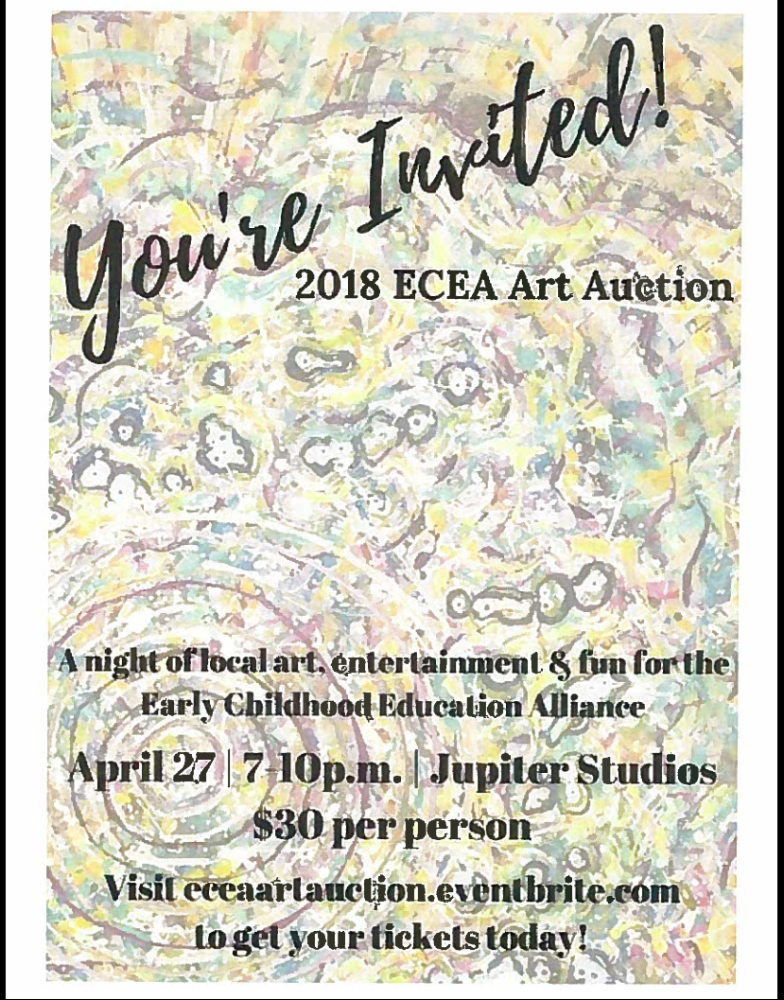 You're Invited!
2018 ECEA Art Auction
A night of local art, entertainment & fun for the
Early Childhood Education Alliance
April 27 | 7-10p.m. | Jupiter Studios
$30 per person
Visit eceaartauction.eventbrite.com
to get your tickets today!